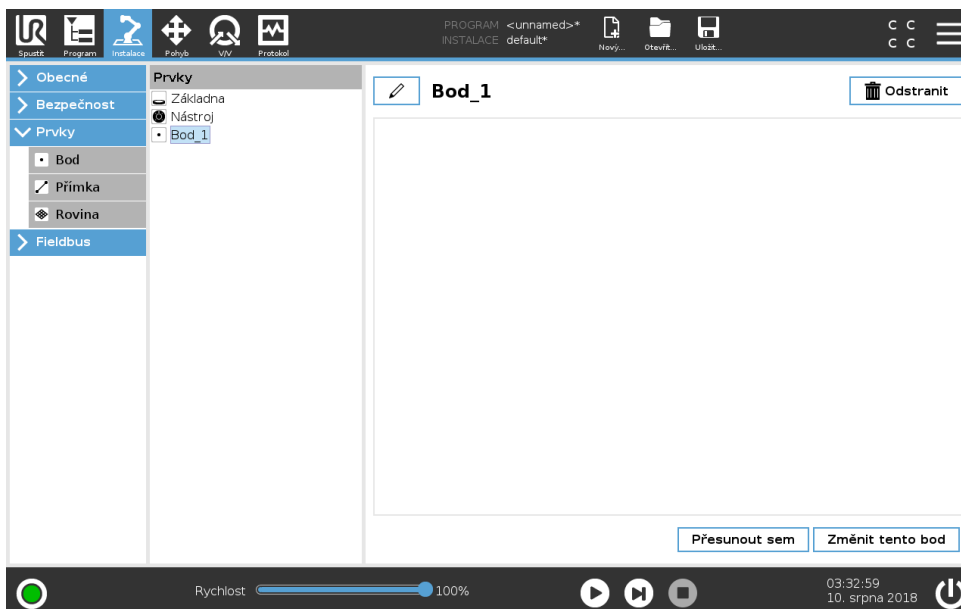 UR
Spustit Program Instalace Pohyb V/V Protokol
PROGRAM <unnamed>*
INSTALACE default*
Nový... Otevřít... Uložit...
C C
C C
Obecné
Bezpečnost
Prvky
Bod
Přímka
Rovina
Fieldbus
Prvky
Základna
Nástroj
Bod_1
Bod_1
Odstranit
Přesunout sem
Změnit tento bod
Rychlost 100%
03:32:59
10. srpna 2018